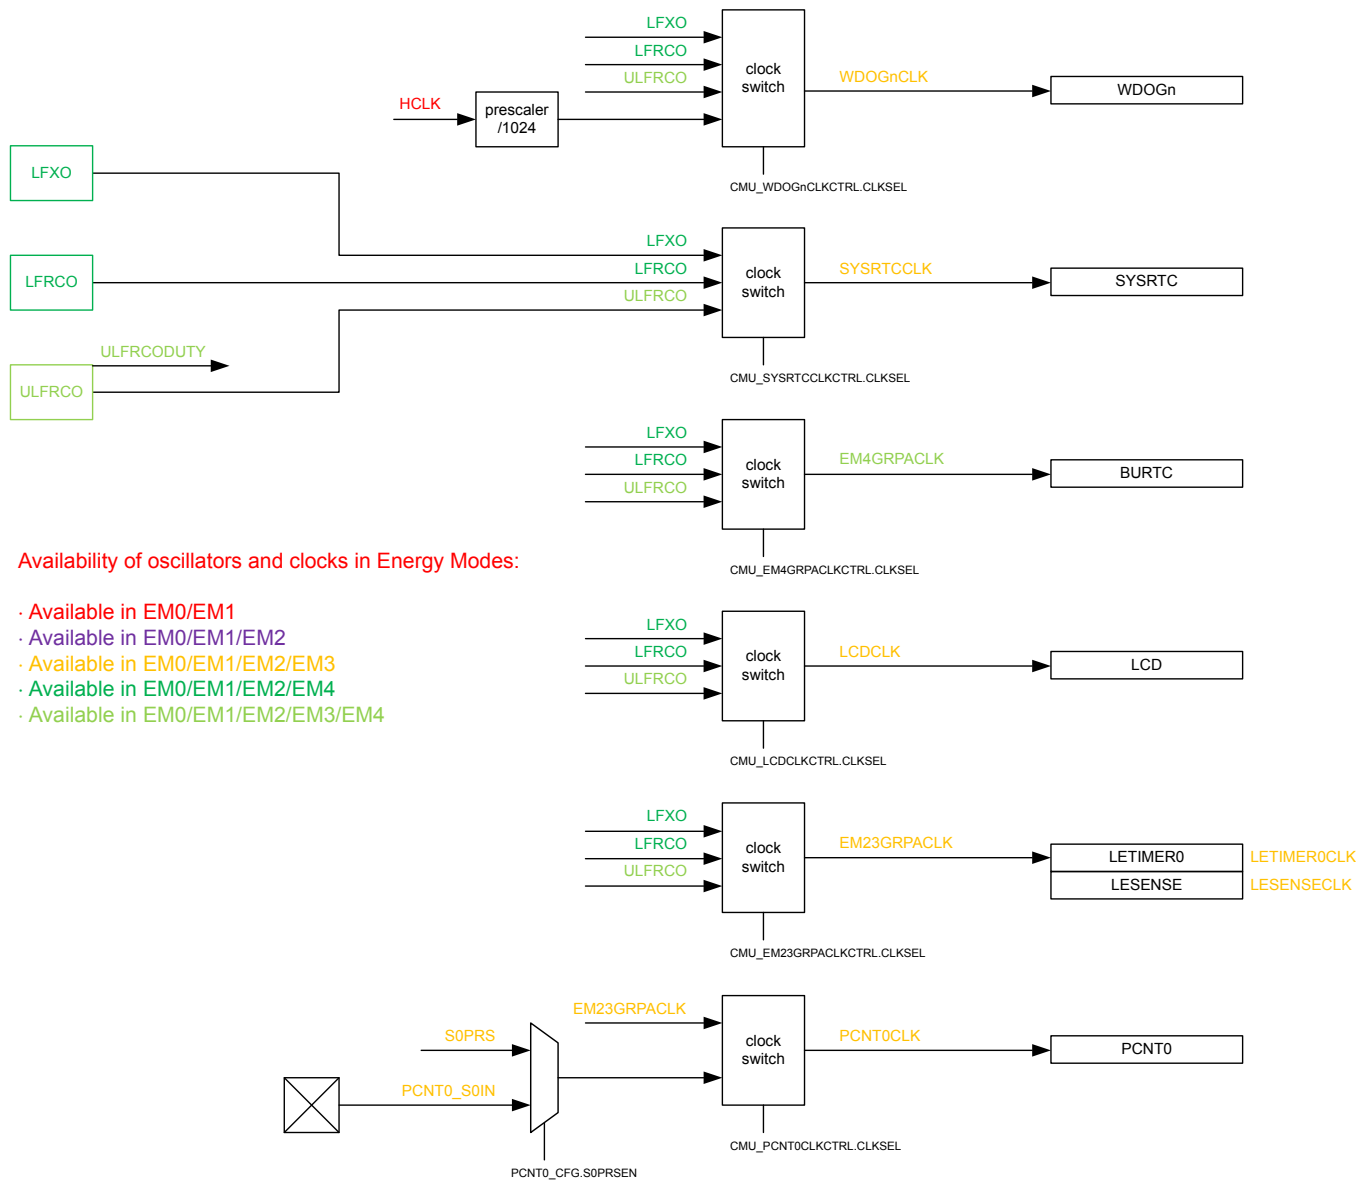 LFXO
LFRCO
ULFRCO
HCLK
prescaler
/1024
clock
switch
WDOGnCLK
WDOGn
CMU_WDOGnCLKCTRL.CLKSEL
LFXO
LFRCO
ULFRCO
ULFRCODUTY
LFXO
LFRCO
ULFRCO
clock
switch
SYSRTCCLK
SYSRTC
CMU_SYSRTCCLKCTRL.CLKSEL
LFXO
LFRCO
ULFRCO
clock
switch
EM4GRPACLK
BURTC
CMU_EM4GRPACLKCTRL.CLKSEL
Availability of oscillators and clocks in Energy Modes:
· Available in EM0/EM1
· Available in EM0/EM1/EM2
· Available in EM0/EM1/EM2/EM3
· Available in EM0/EM1/EM2/EM4
· Available in EM0/EM1/EM2/EM3/EM4
LFXO
LFRCO
ULFRCO
clock
switch
LCDCLK
LCD
CMU_LCDCLKCTRL.CLKSEL
LFXO
LFRCO
ULFRCO
clock
switch
EM23GRPACLK
LETIMER0
LETIMER0CLK
LESENSE
LESENSECLK
CMU_EM23GRPACLKCTRL.CLKSEL
EM23GRPACLK
S0PRS
PCNT0_S0IN
clock
switch
PCNT0CLK
PCNT0
CMU_PCNT0CLKCTRL.CLKSEL
PCNT0_CFG.S0PRSEN